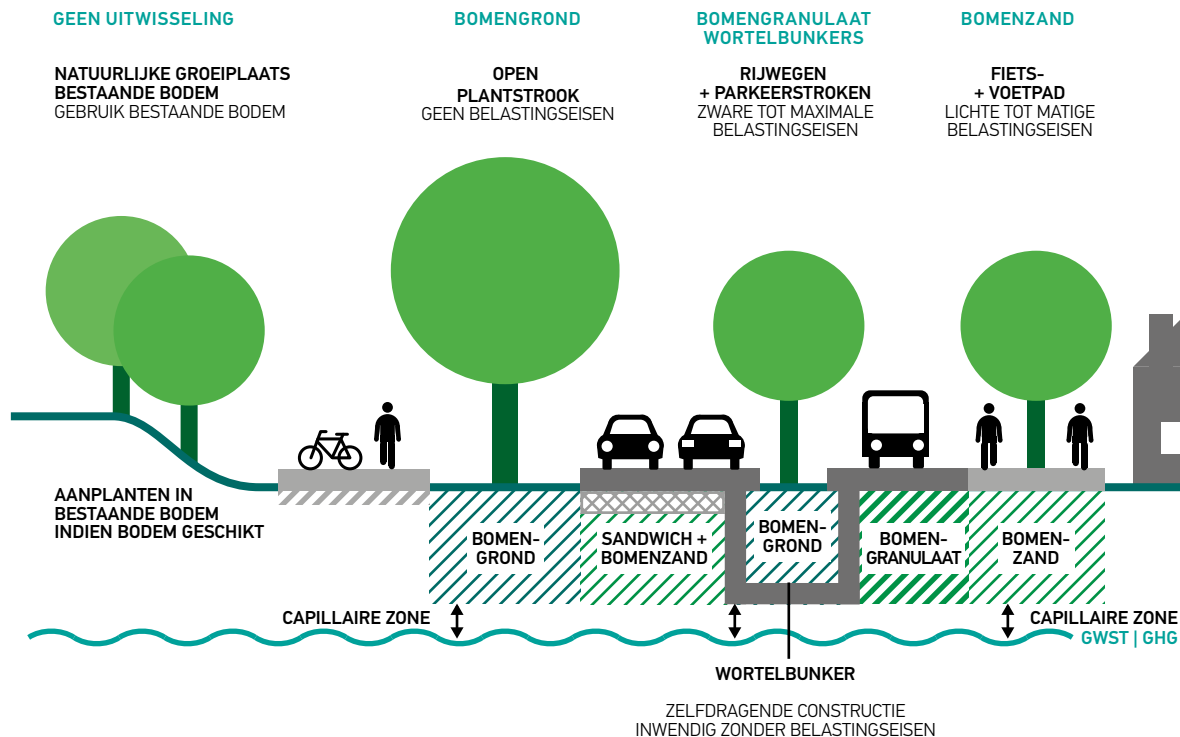 GEEN UITWISSELING
NATUURLIJKE GROEIPLAATS
BESTAANDE BODEM
GEBRUIK BESTAANDE BODEM
BOMENGROND
OPEN
PLANTSTROOK
GEEN BELASTINGSEISEN
BOMENGRANULAAT
WORTELBUNKERS
RIJWEGEN
+ PARKEERSTROKEN
ZWARE TOT MAXIMALE
BELASTINGSEISEN
BOMENZAND
FIETS-
+ VOETPAD
LICHTE TOT MATIGE
BELASTINGSEISEN
AANPLANTEN IN
BESTAANDE BODEM
INDIEN BODEM GESCHIKT
BOMEN-
GROND
SANDWICH +
BOMENZAND
BOMEN-
GROND
BOMEN-
GRANULAAT
BOMEN-
ZAND
CAPILLAIRE ZONE
CAPILLAIRE ZONE
GWST | GHG
WORTELBUNKER
ZELFDRAGENDE CONSTRUCTIE
INWENDIG ZONDER BELASTINGSEISEN